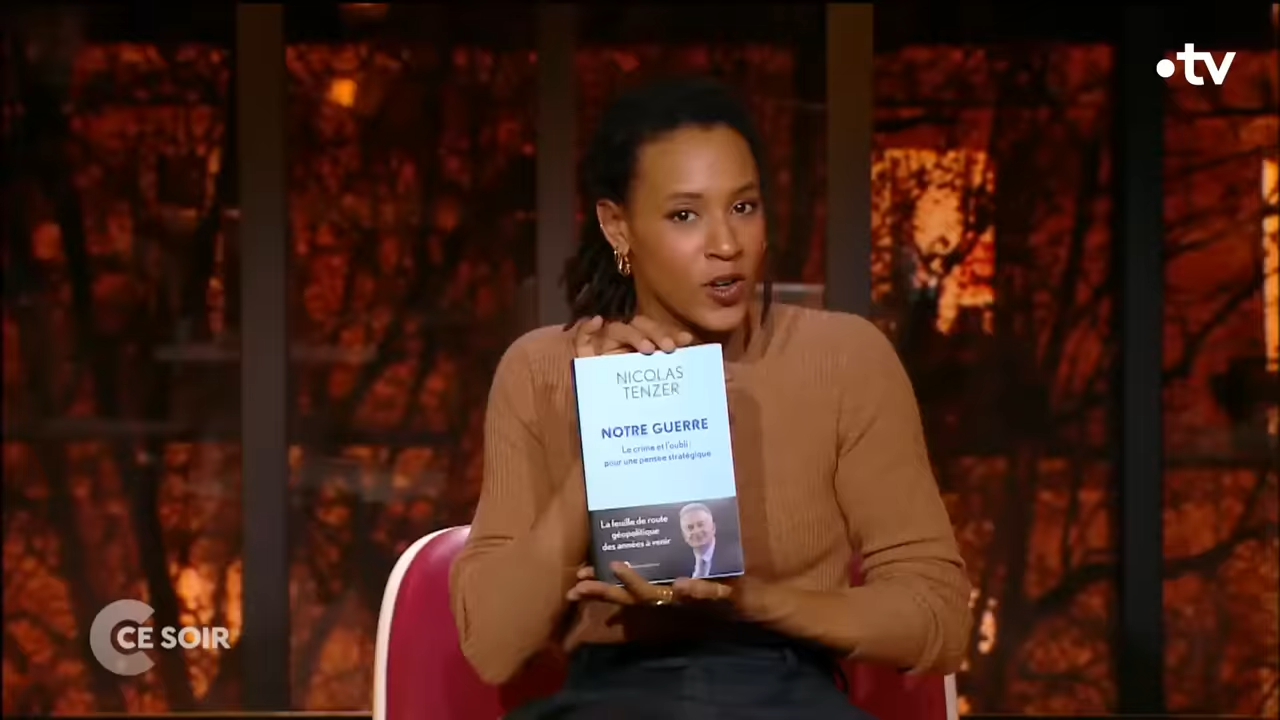 tv
NICOLAS
TENZER
NOTRE GUERRE
Le crime et l'oubli :
pour une pensée stratégique
La feuille de route
géopolitique
des années à venir
CE SOIR